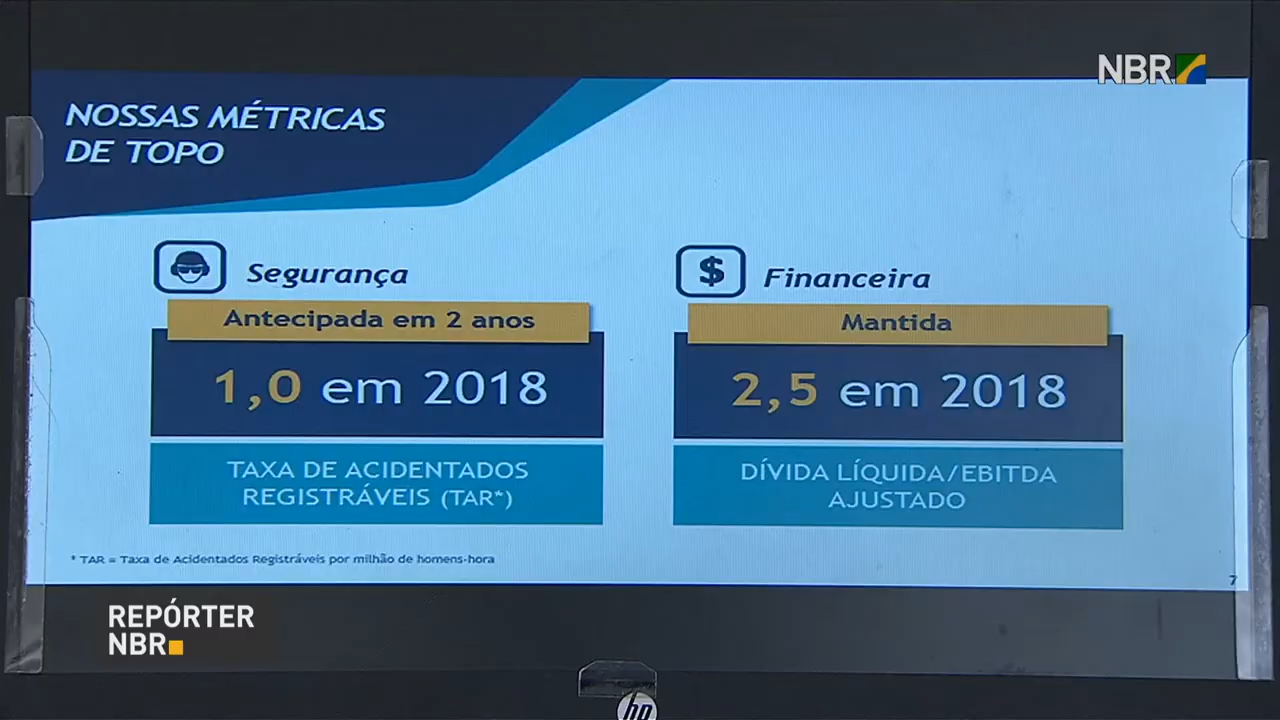 NBR
NOSSAS MÉTRICAS
DE TOPO
$
Segurança
Antecipada em 2 anos
1,0 em 2018
TAXA DE ACIDENTADOS
REGISTRÁVEIS (TAR*)
Financeira
Mantida
2,5 em 2018
DÍVIDA LÍQUIDA/EBITDA
AJUSTADO
* TAR = Taxa de Acidentados Registráveis por milhão de homens-hora
7
REPÓRTER
NBR
hp